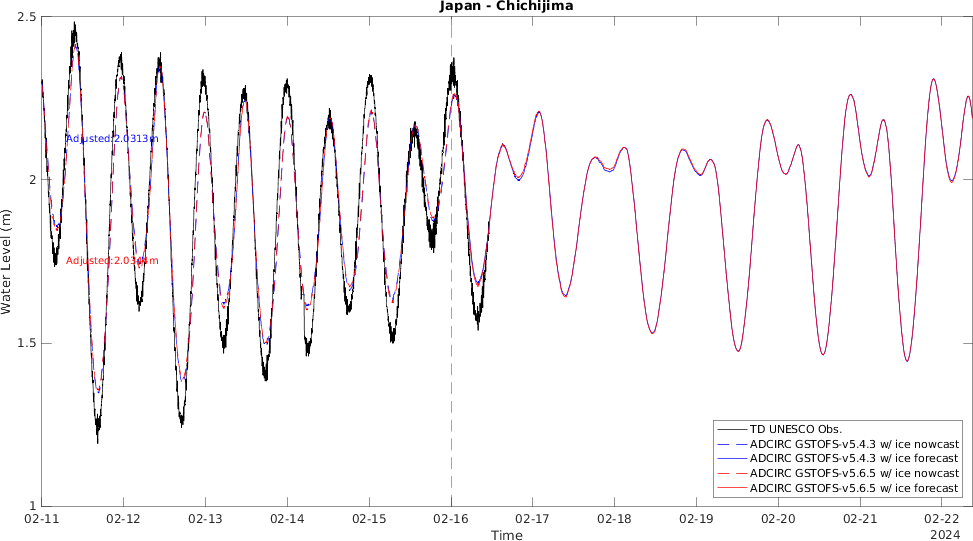 Japan - Chichijima
2.5
2
1.5
1
Water Level (m)
Adjusted:2.0313m
02-11
02-12
02-13
02-14
02-15
02-16
02-17
02-18
02-19
02-20
02-21
02-22
2024
Time
TD UNESCO Obs.
ADCIRC GSTOFS-v5.4.3 w/ ice nowcast
ADCIRC GSTOFS-v5.4.3 w/ ice forecast
ADCIRC GSTOFS-v5.6.5 w/ ice nowcast
ADCIRC GSTOFS-v5.6.5 w/ ice forecast